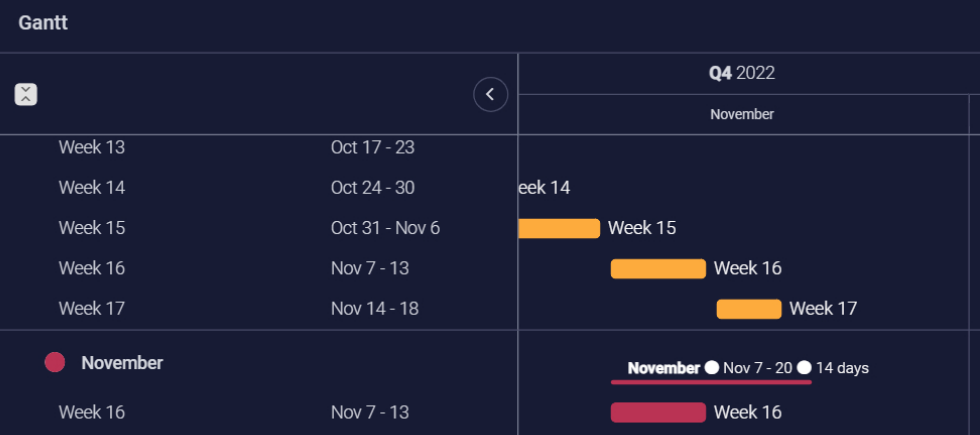 Gantt
Q4 2022
November
Week 13 Oct 17 - 23
Week 14 Oct 24 - 30 eek 14
Week 15 Oct 31 - Nov 6 Week 15
Week 16 Nov 7 - 13 Week 16
Week 17 Nov 14 - 18 Week 17
November November Nov 7 - 20 14 days
Week 16 Nov 7 - 13 Week 16